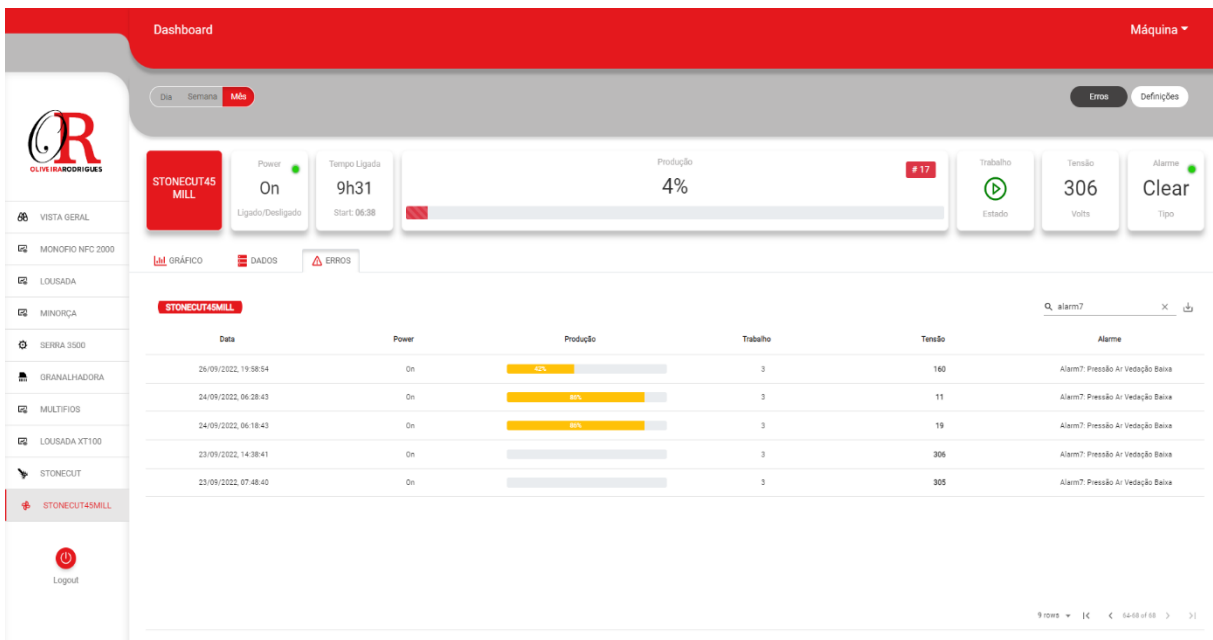 Dashboard
Máquina
Dia Semana Mês
Erros Definições
OR
OLIVEIRARODRIGUES
STONECUT45
MILL
Power
On
Ligado/Desligado
Tempo Ligada
9h31
Start: 06:38
Produção
4%
# 17
Trabalho
Estado
Tensão
306
Volts
Alarme
Clear
Tipo
VISTA GERAL
MONOFIO NFC 2000
LOUSADA
MINORÇA
SERRA 3500
GRANALHADORA
MULTIFIOS
LOUSADA XT100
STONECUT
STONECUT45MILL
Logout
GRÁFICO DADOS ERROS
STONECUT45MILL
alarm7
Data Power Produção Trabalho Tensão Alarme
26/09/2022, 19:58:54 On 42% 3 160 Alarm7: Pressão Ar Vedação Baixa
24/09/2022, 06:28:43 On 3 11 Alarm7: Pressão Ar Vedação Baixa
24/09/2022, 06:18:43 On 3 19 Alarm7: Pressão Ar Vedação Baixa
23/09/2022, 14:38:41 On 3 306 Alarm7: Pressão Ar Vedação Baixa
23/09/2022, 07:48:40 On 3 305 Alarm7: Pressão Ar Vedação Baixa
9 rows 64-68 of 68